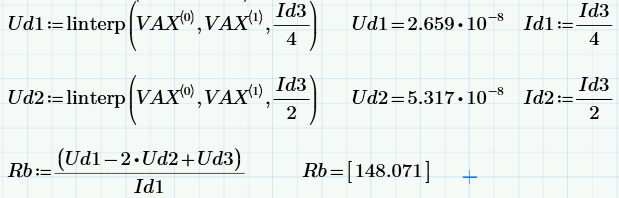 Ud1:=linterp(VAX⁽⁰⁾, VAX⁽¹⁾, Id3/4) Ud1=2.659·10⁻⁸ Id1:=Id3/4
Ud2:=linterp(VAX⁽⁰⁾, VAX⁽¹⁾, Id3/2) Ud2=5.317·10⁻⁸ Id2:=Id3/2
Rb:=(Ud1−2·Ud2+Ud3)/Id1 Rb=[148.071]